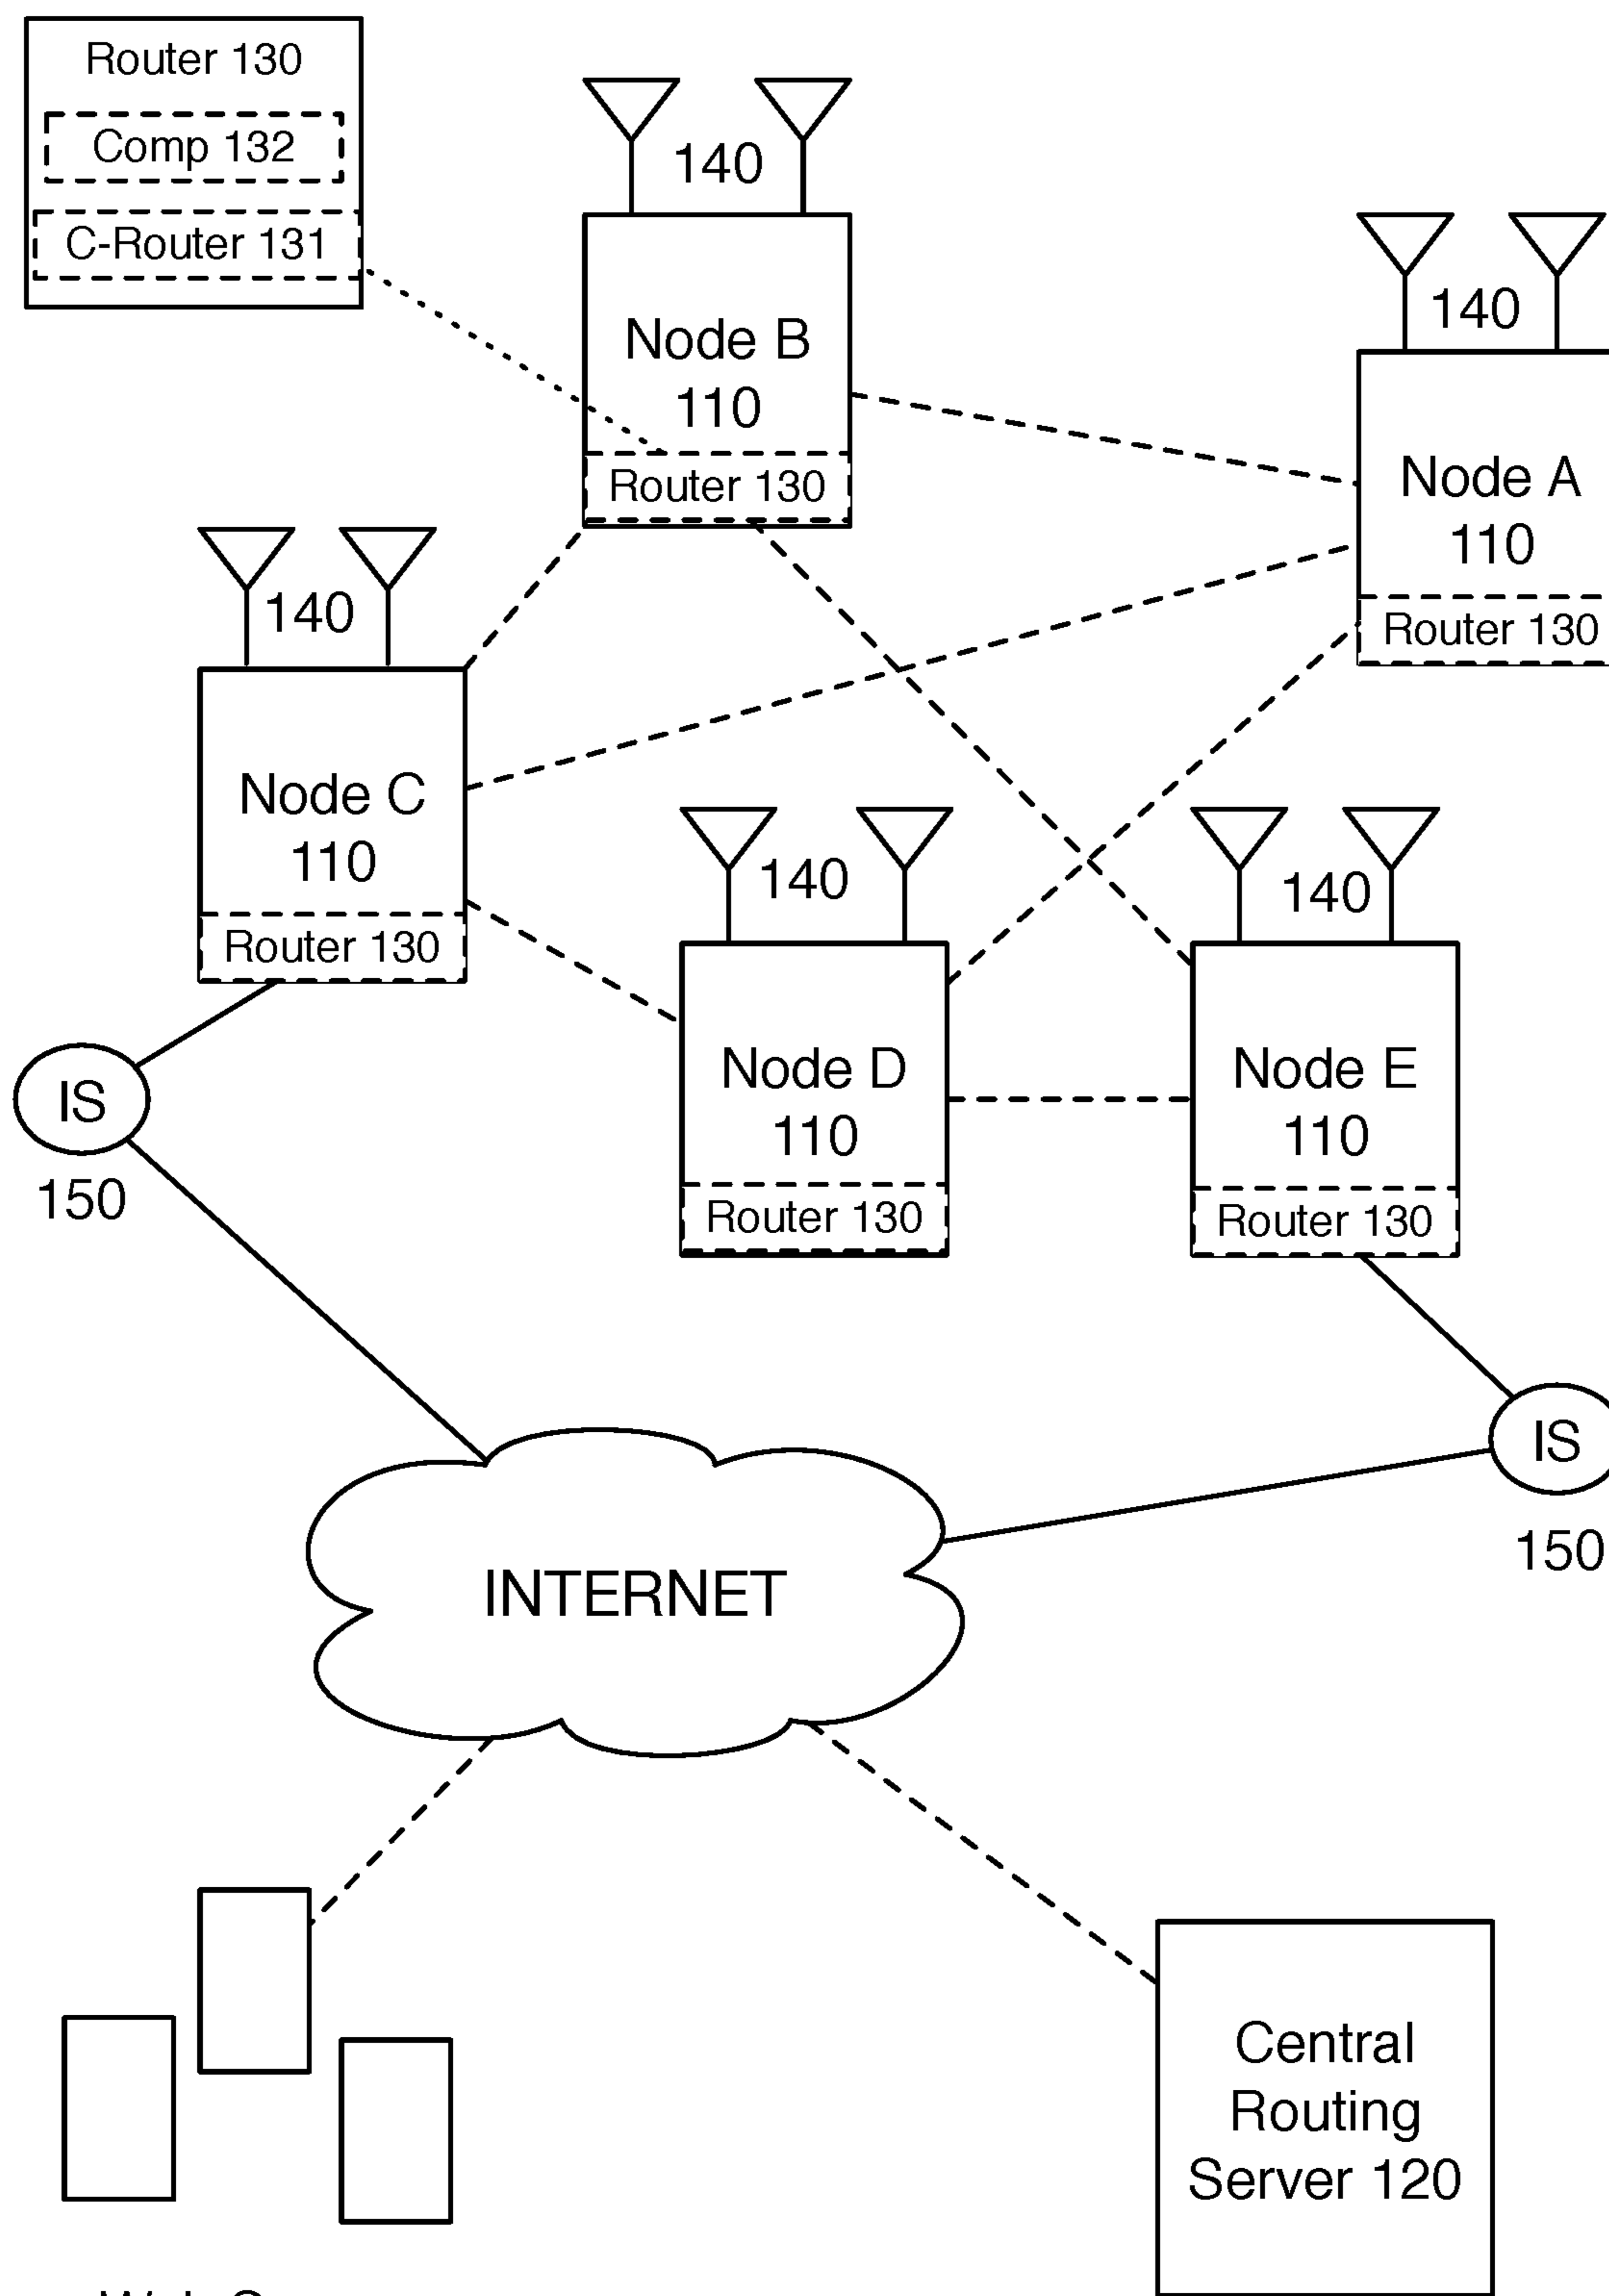 Router 130
Comp 132
C-Router 131
140
Node B
110
Router 130
140
Node A
110
Router 130
140
Node C
110
Router 130
140
Node D
110
Router 130
140
Node E
110
Router 130
IS
150
IS
150
INTERNET
Central
Routing
Server 120